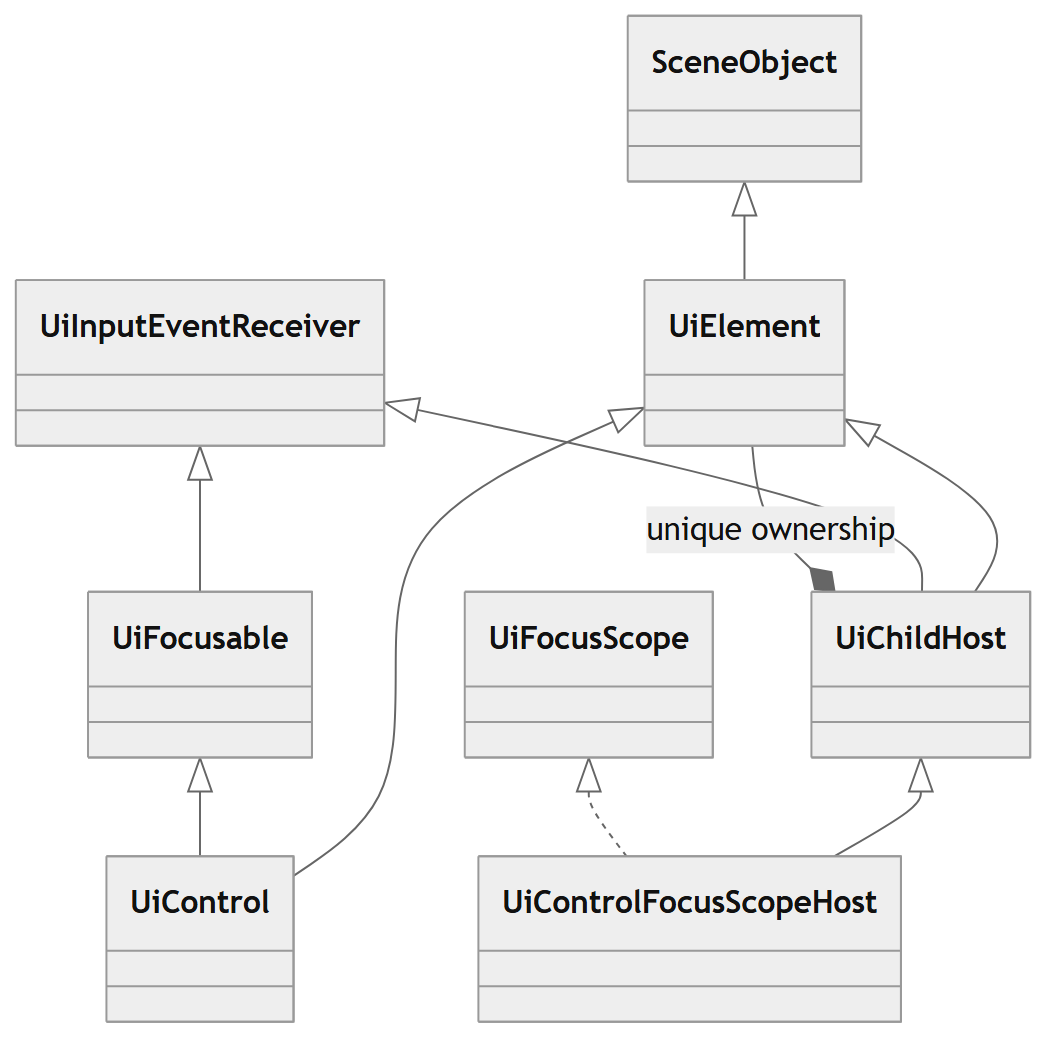 SceneObject
UiInputEventReceiver
UiElement
unique ownership
UiFocusable
UiFocusScope
UiChildHost
UiControl
UiControlFocusScopeHost